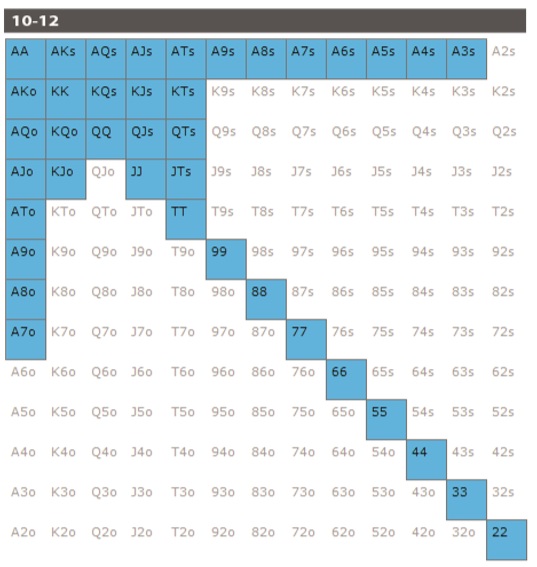 10-12
AA AKs AQs AJs ATs A9s A8s A7s A6s A5s A4s A3s A2s
AKo KK KQs KJs KTs K9s K8s K7s K6s K5s K4s K3s K2s
AQo KQo QQ QJs QTs Q9s Q8s Q7s Q6s Q5s Q4s Q3s Q2s
AJo KJo QJo JJ JTs J9s J8s J7s J6s J5s J4s J3s J2s
ATo KTo QTo JTo TT T9s T8s T7s T6s T5s T4s T3s T2s
A9o K9o Q9o J9o T9o 99 98s 97s 96s 95s 94s 93s 92s
A8o K8o Q8o J8o T8o 98o 88 87s 86s 85s 84s 83s 82s
A7o K7o Q7o J7o T7o 97o 87o 77 76s 75s 74s 73s 72s
A6o K6o Q6o J6o T6o 96o 86o 76o 66 65s 64s 63s 62s
A5o K5o Q5o J5o T5o 95o 85o 75o 65o 55 54s 53s 52s
A4o K4o Q4o J4o T4o 94o 84o 74o 64o 54o 44 43s 42s
A3o K3o Q3o J3o T3o 93o 83o 73o 63o 53o 43o 33 32s
A2o K2o Q2o J2o T2o 92o 82o 72o 62o 52o 42o 32o 22